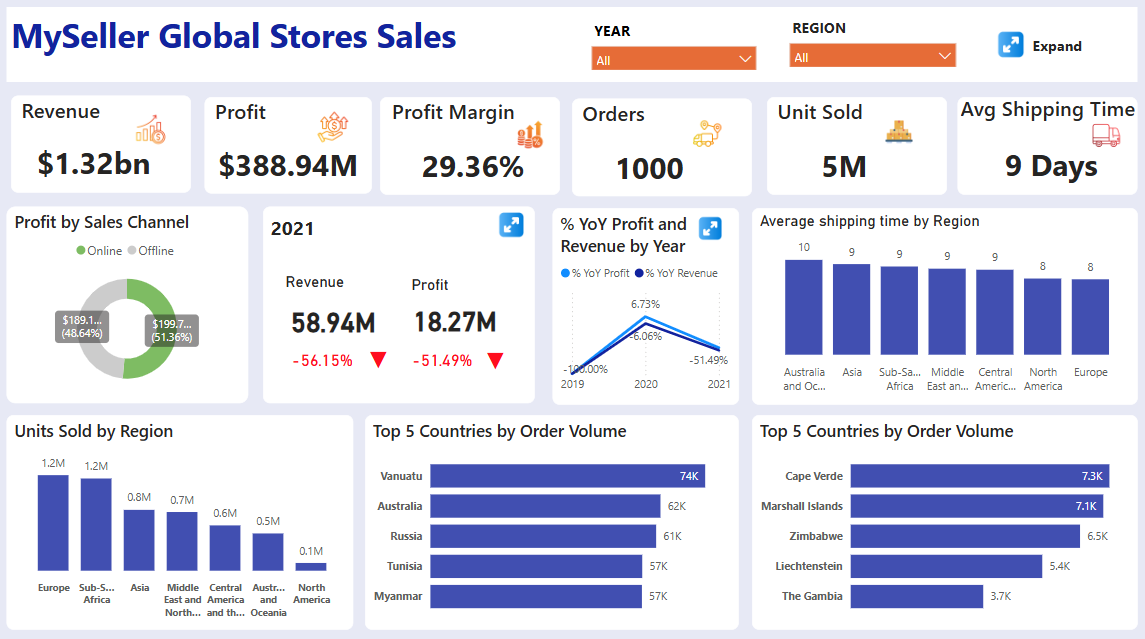 MySeller Global Stores Sales
YEAR
All
REGION
All
Expand
Revenue
$1.32bn
Profit
$388.94M
Profit Margin
29.36%
Orders
1000
Unit Sold
5M
Avg Shipping Time
9 Days
Profit by Sales Channel
Online Offline
$189.1...
(48.64%)
$199.7...
(51.36%)
2021
Revenue
58.94M
-56.15%
Profit
18.27M
-51.49%
% YoY Profit and
Revenue by Year
% YoY Profit % YoY Revenue
6.73%
-6.06%
-100.00%
-51.49%
2019 2020 2021
Average shipping time by Region
10 9 9 9 9 8 8
Australia
and Oc...
Asia
Sub-Sa...
Africa
Middle
East an...
Central
Americ...
North
America
Europe
Units Sold by Region
1.2M 1.2M 0.8M 0.7M 0.6M 0.5M 0.1M
Europe
Sub-S...
Africa
Asia
Middle
East and
North...
Central
America
and th...
Austr...
and
Oceania
North
America
Top 5 Countries by Order Volume
Vanuatu 74K
Australia 62K
Russia 61K
Tunisia 57K
Myanmar 57K
Top 5 Countries by Order Volume
Cape Verde 7.3K
Marshall Islands 7.1K
Zimbabwe 6.5K
Liechtenstein 5.4K
The Gambia 3.7K